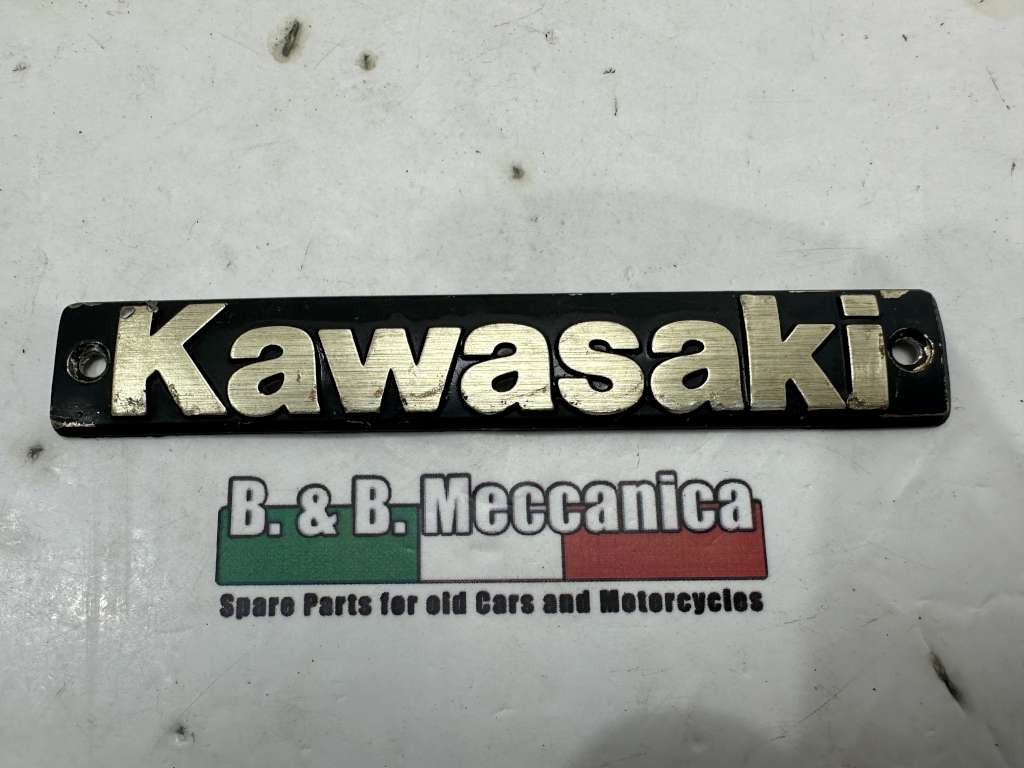 Kawasaki
B. & B. Meccanica
Spare Parts for old Cars and Motorcycles